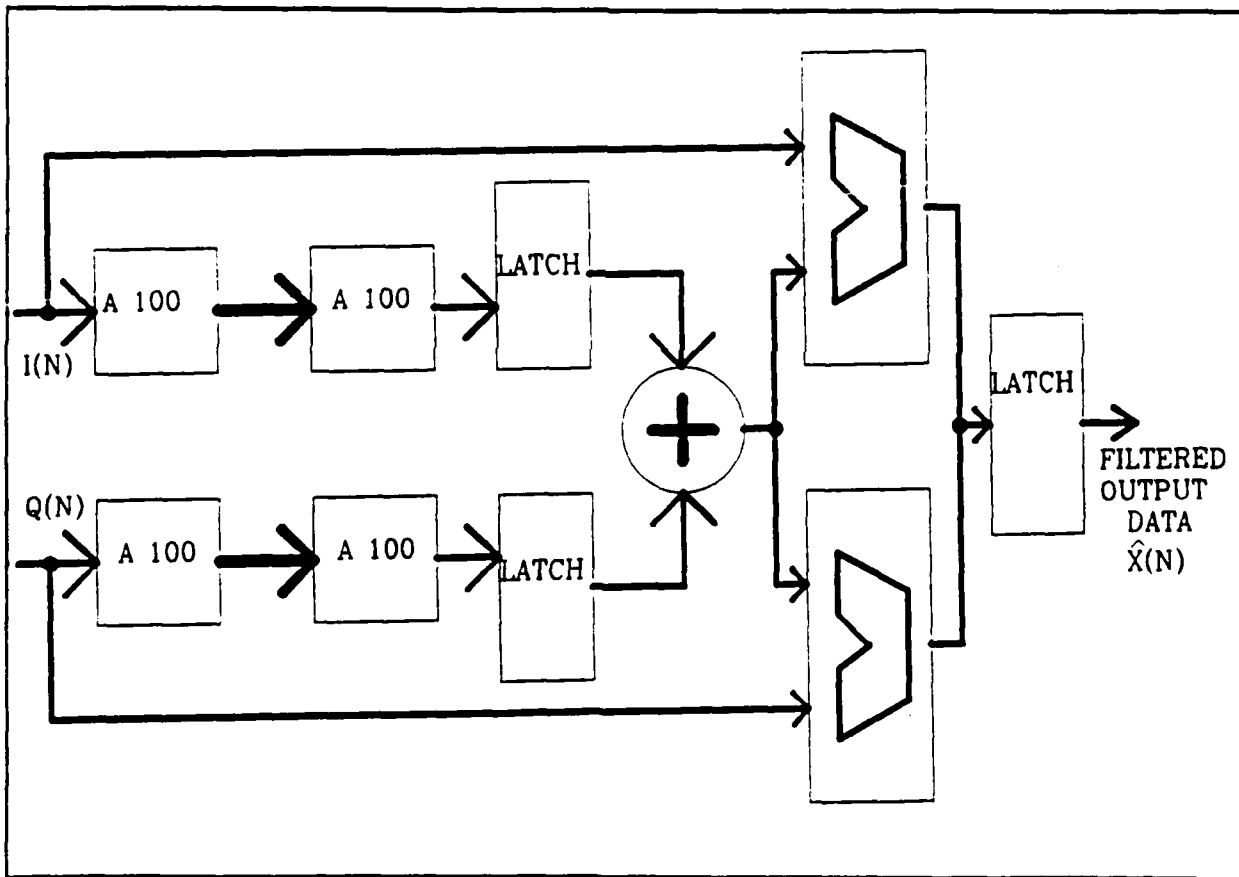 LATCH
A 100
A 100
I(N)
LATCH
Q(N)
A 100
A 100
LATCH
FILTERED
OUTPUT
DATA
X̂(N)